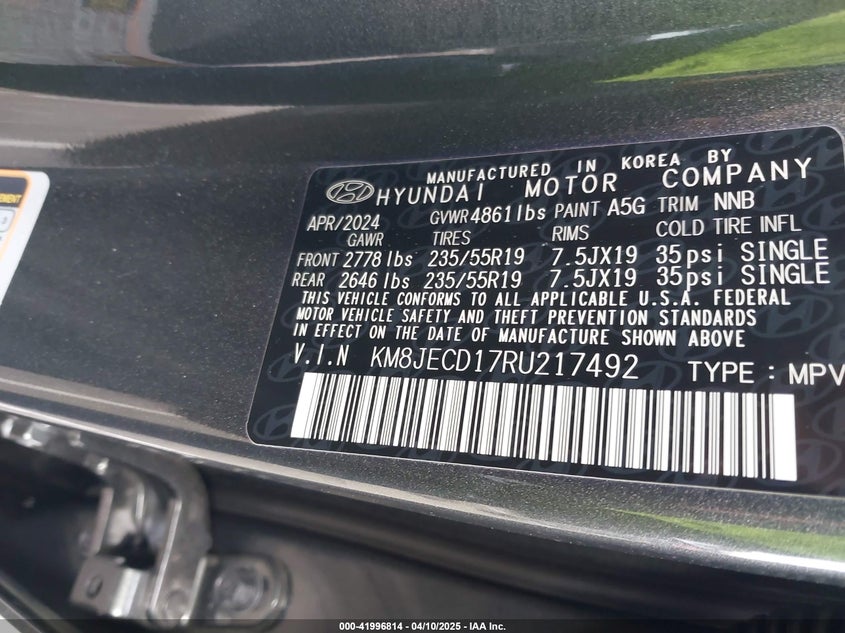 EMENT
MANUFACTURED IN KOREA BY
HYUNDAI MOTOR COMPANY
APR/2024 GVWR 4861lbs PAINT A5G TRIM NNB
GAWR TIRES RIMS COLD TIRE INFL
FRONT 2778 lbs 235/55R19 7.5JX19 35psi SINGLE
REAR 2646 lbs 235/55R19 7.5JX19 35psi SINGLE
THIS VEHICLE CONFORMS TO ALL APPLICABLE U.S.A. FEDERAL
MOTOR VEHICLE SAFETY AND THEFT PREVENTION STANDARDS
IN EFFECT ON THE DATE OF MANUFACTURE SHOWN ABOVE
V.I.N KM8JECD17RU217492 TYPE : MPV
000-41996814 04/10/2025 - IAA Inc.